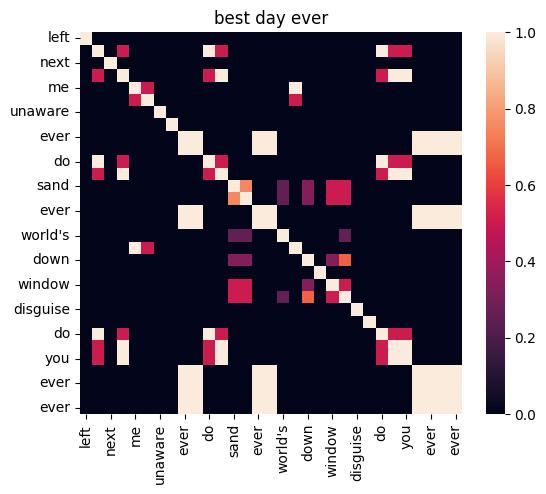 best day ever
left
next
me
unaware
ever
do
sand
ever
world's
down
window
disguise
do
you
ever
ever
1.0
0.8
0.6
0.4
0.2
0.0
left
next
me
unaware
ever
do
sand
ever
world's
down
window
disguise
do
you
ever
ever